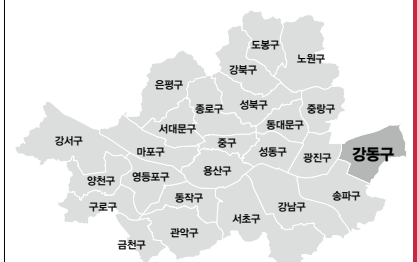 도봉구
노원구
강북구
은평구
성북구
중랑구
종로구
동대문구
서대문구
강서구
중구
마포구
성동구
광진구
강동구
용산구
양천구
영등포구
동작구
송파구
구로구
강남구
서초구
관악구
금천구